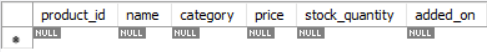 product_id name category price stock_quantity added_on
* NULL NULL NULL NULL NULL NULL